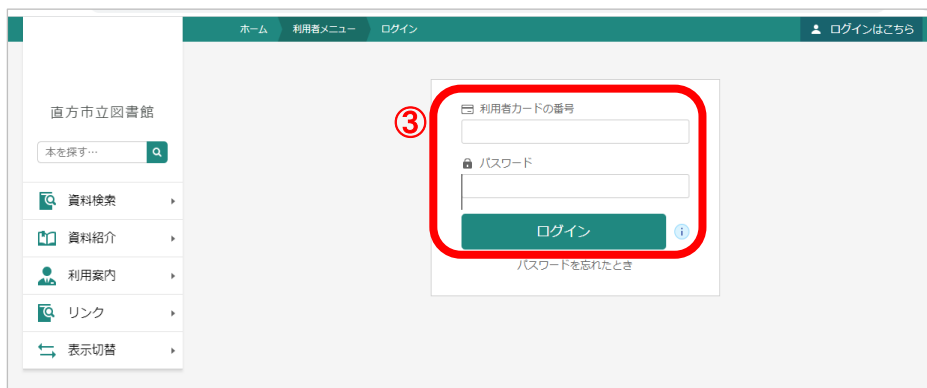 ホーム 利用者メニュー ログイン ログインはこちら
直方市立図書館
本を探す…
資料検索
資料紹介
利用案内
リンク
表示切替
③
利用者カードの番号
パスワード
ログイン
パスワードを忘れたとき